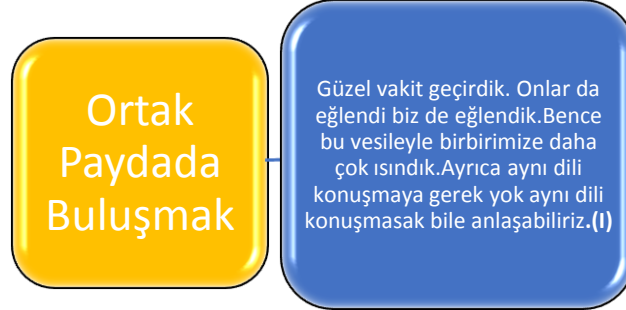 Ortak
Paydada
Buluşmak
Güzel vakit geçirdik. Onlar da
eğlendi biz de eğlendik.Bence
bu vesileyle birbirimize daha
çok ısındık.Ayrıca aynı dili
konuşmaya gerek yok aynı dili
konuşmasak bile anlaşabiliriz.(I)